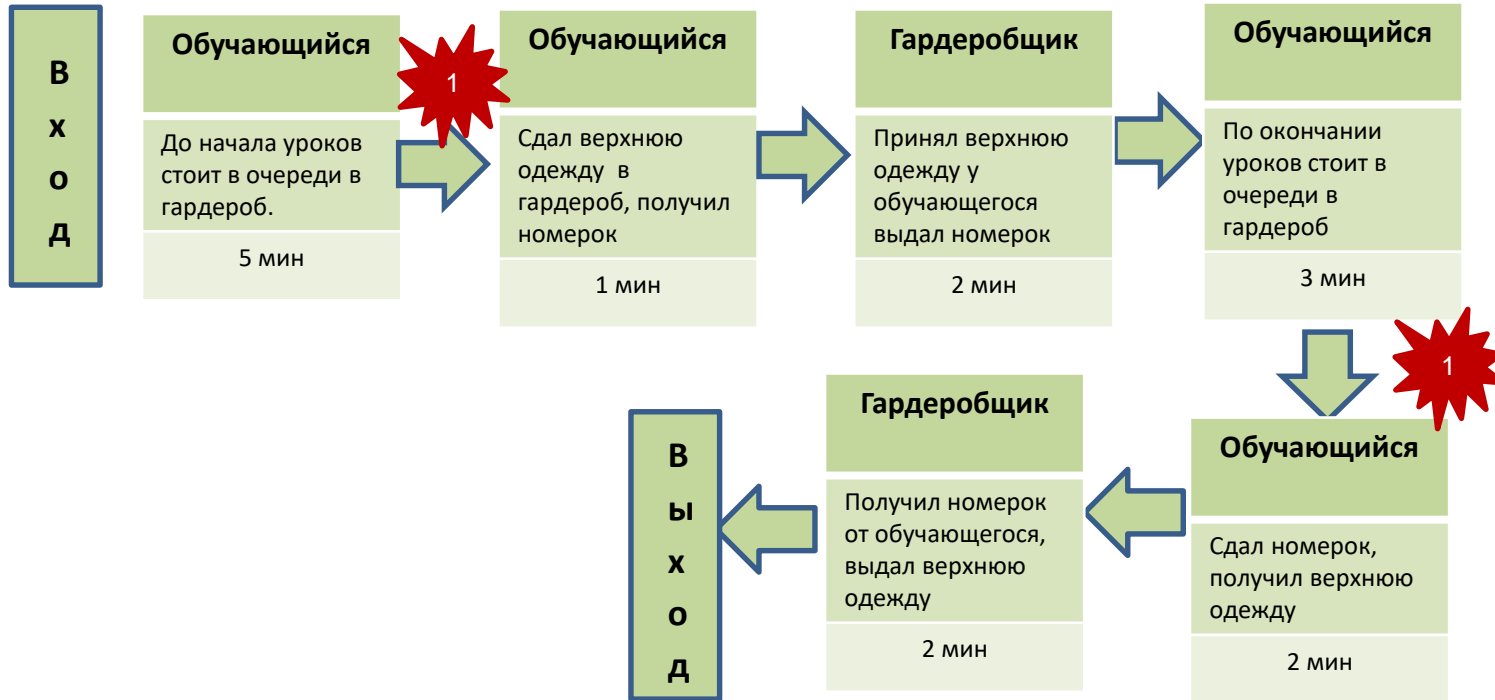 Вход
Обучающийся
До начала уроков
стоит в очереди в
гардероб.
5 мин
1
Обучающийся
Сдал верхнюю
одежду в
гардероб, получил
номерок
1 мин
Гардеробщик
Принял верхнюю
одежду у
обучающегося
выдал номерок
2 мин
Обучающийся
По окончании
уроков стоит в
очереди в
гардероб
3 мин
1
Обучающийся
Сдал номерок,
получил верхнюю
одежду
2 мин
Гардеробщик
Получил номерок
от обучающегося,
выдал верхнюю
одежду
2 мин
Выход